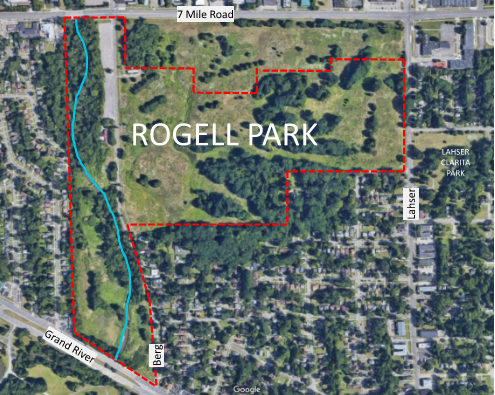 7 Mile Road
ROGELL PARK
LAHSER
CLARITA
PARK
Lahser
Grand River
Berg
Google